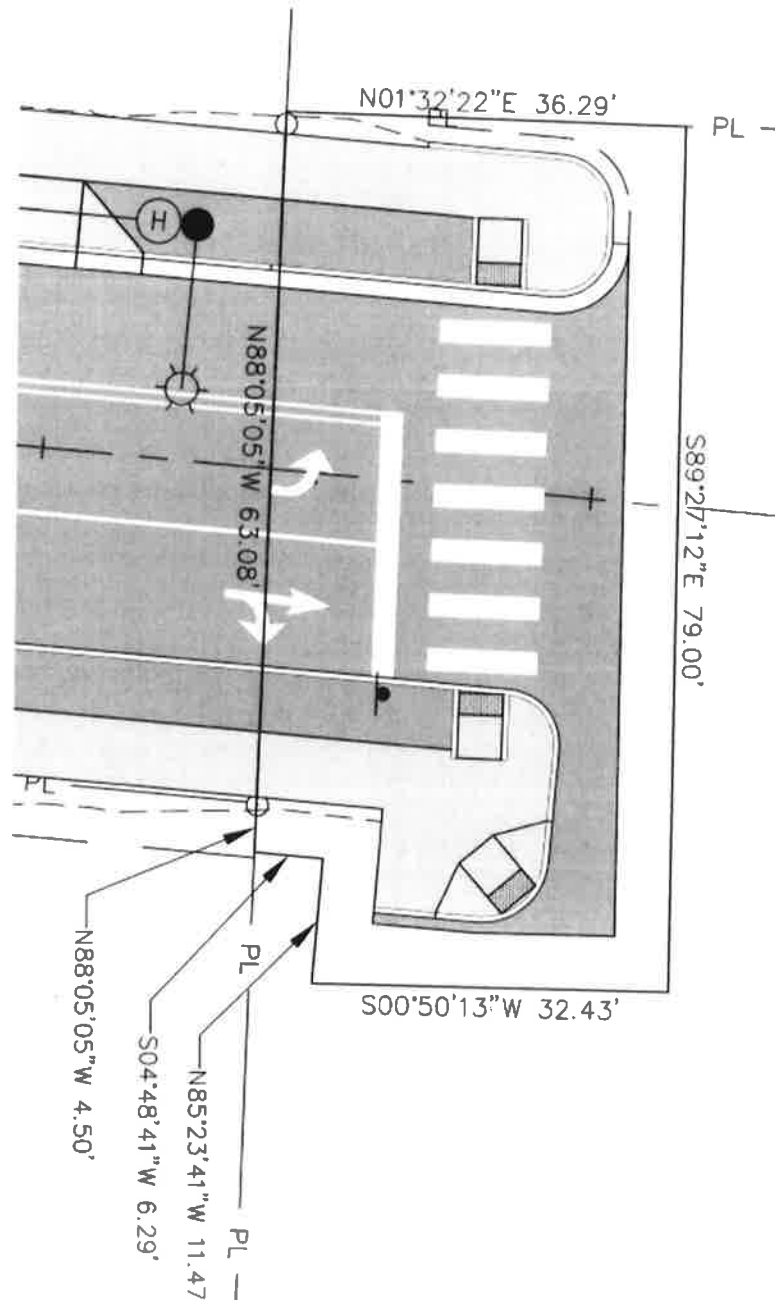 N01°32'22"E 36.29'
PL
H
N88°05'05"W 63.08'
S89°27'12"E 79.00'
PL
PL
S00°50'13"W 32.43'
N88°05'05"W 4.50'
S04°48'41"W 6.29'
N85°23'41"W 11.47
PL